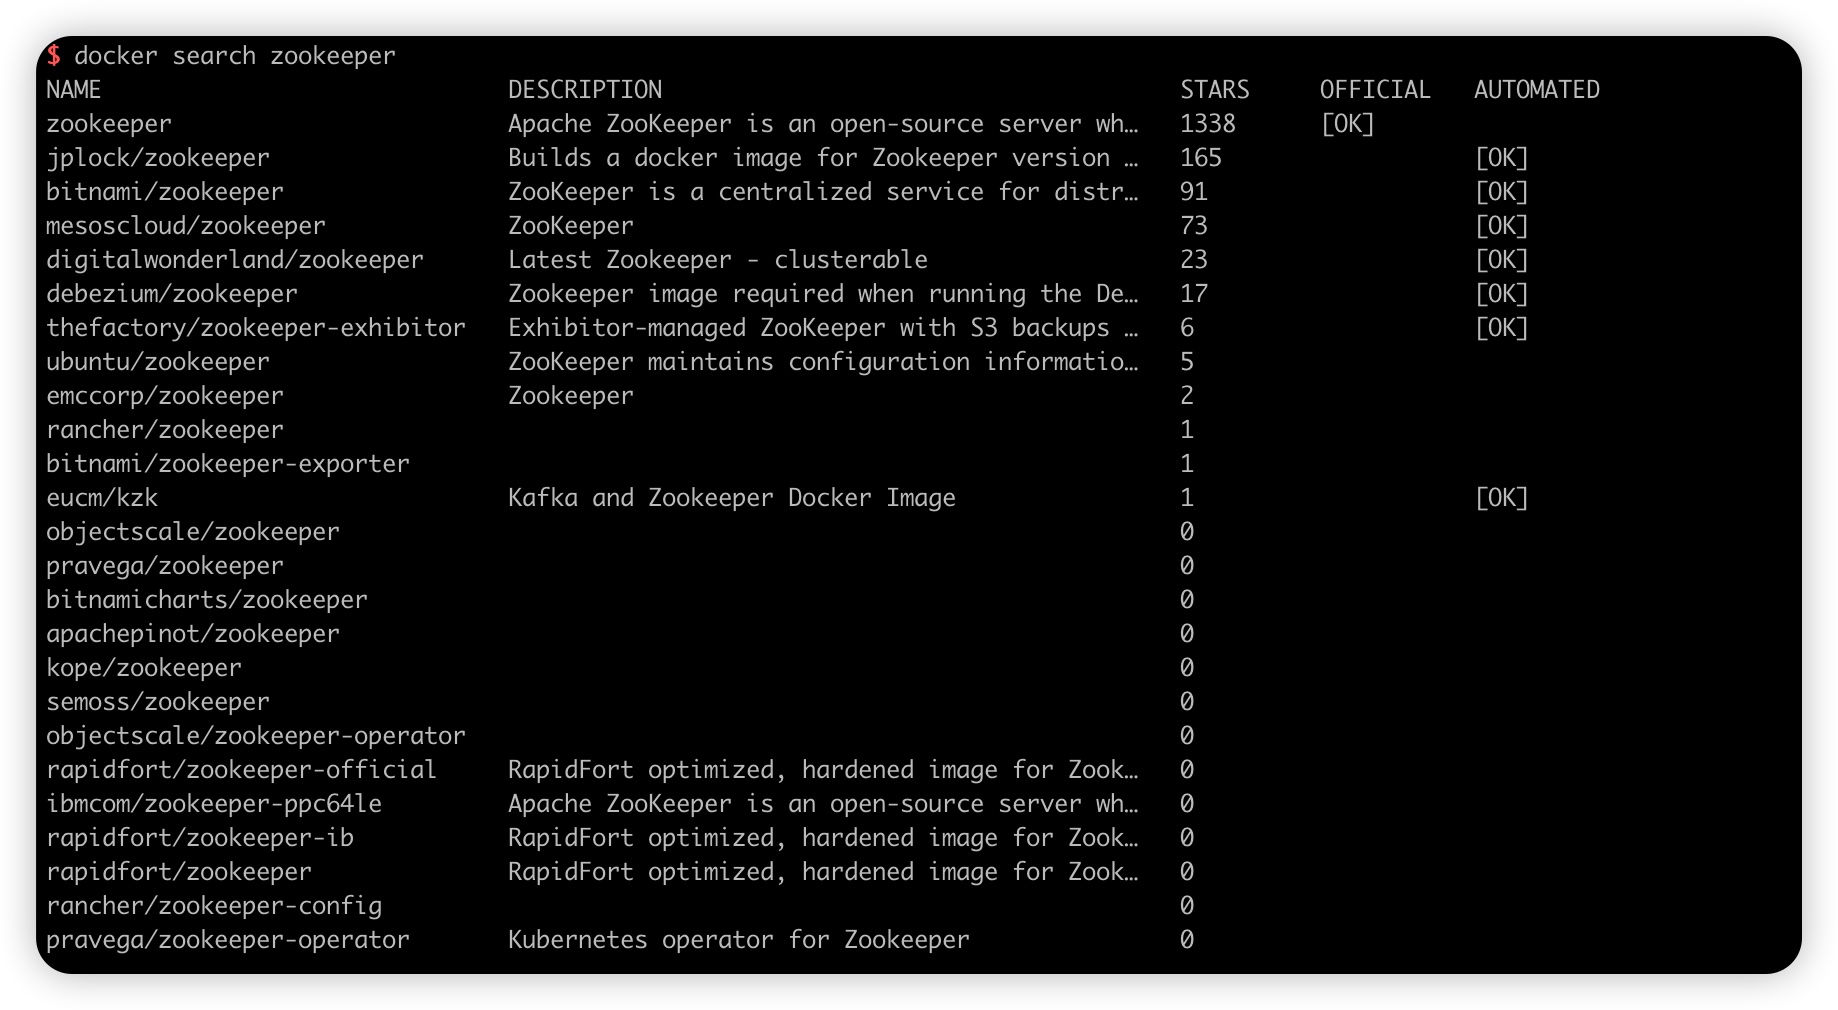 $ docker search zookeeper
NAME DESCRIPTION STARS OFFICIAL AUTOMATED
zookeeper Apache ZooKeeper is an open-source server wh… 1338 [OK]
jplock/zookeeper Builds a docker image for Zookeeper version … 165 [OK]
bitnami/zookeeper ZooKeeper is a centralized service for distr… 91 [OK]
mesoscloud/zookeeper ZooKeeper 73 [OK]
digitalwonderland/zookeeper Latest Zookeeper - clusterable 23 [OK]
debezium/zookeeper Zookeeper image required when running the De… 17 [OK]
thefactory/zookeeper-exhibitor Exhibitor-managed ZooKeeper with S3 backups … 6 [OK]
ubuntu/zookeeper ZooKeeper maintains configuration informatio… 5
emccorp/zookeeper Zookeeper 2
rancher/zookeeper 1
bitnami/zookeeper-exporter 1
eucm/kzk Kafka and Zookeeper Docker Image 1 [OK]
objectscale/zookeeper 0
pravega/zookeeper 0
bitnamicharts/zookeeper 0
apachepinot/zookeeper 0
kope/zookeeper 0
semoss/zookeeper 0
objectscale/zookeeper-operator 0
rapidfort/zookeeper-official RapidFort optimized, hardened image for Zook… 0
ibmcom/zookeeper-ppc64le Apache ZooKeeper is an open-source server wh… 0
rapidfort/zookeeper-ib RapidFort optimized, hardened image for Zook… 0
rapidfort/zookeeper RapidFort optimized, hardened image for Zook… 0
rancher/zookeeper-config 0
pravega/zookeeper-operator Kubernetes operator for Zookeeper 0